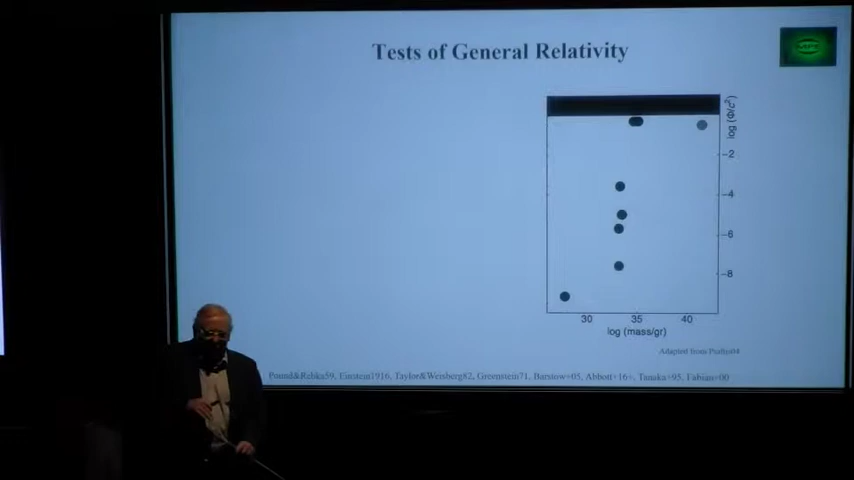 Tests of General Relativity
MPE
log (Φ/c²)
−2
−4
−6
−8
30 35 40
log (mass/gr)
Adapted from Psaltis04
Pound&Rebka59, Einstein1916, Taylor&Weisberg82, Greenstein71, Barstow+05, Abbott+16+, Tanaka+95, Fabian+00